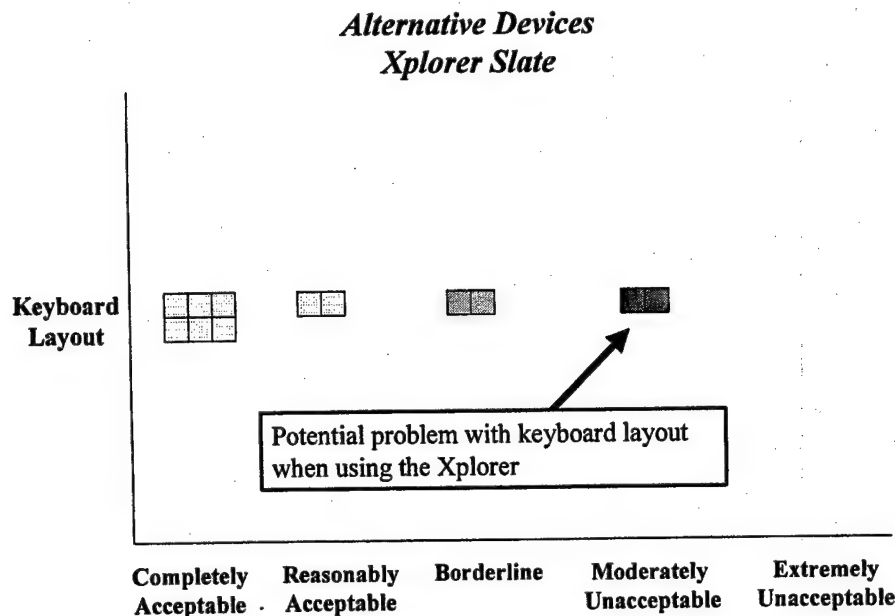 Alternative Devices
Xplorer Slate
Keyboard
Layout
Potential problem with keyboard layout
when using the Xplorer
Completely
Acceptable
Reasonably
Acceptable
Borderline
Moderately
Unacceptable
Extremely
Unacceptable